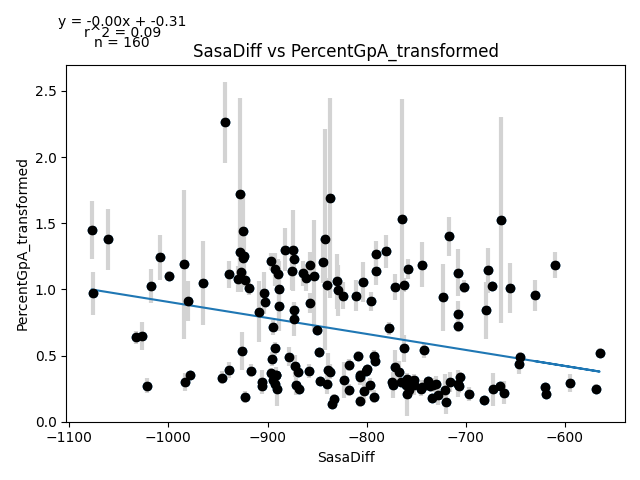 y = -0.00x + -0.31
r^2 = 0.09
n = 160
SasaDiff vs PercentGpA_transformed
PercentGpA_transformed
2.5
2.0
1.5
1.0
0.5
0.0
−1100
−1000
−900
−800
−700
−600
SasaDiff